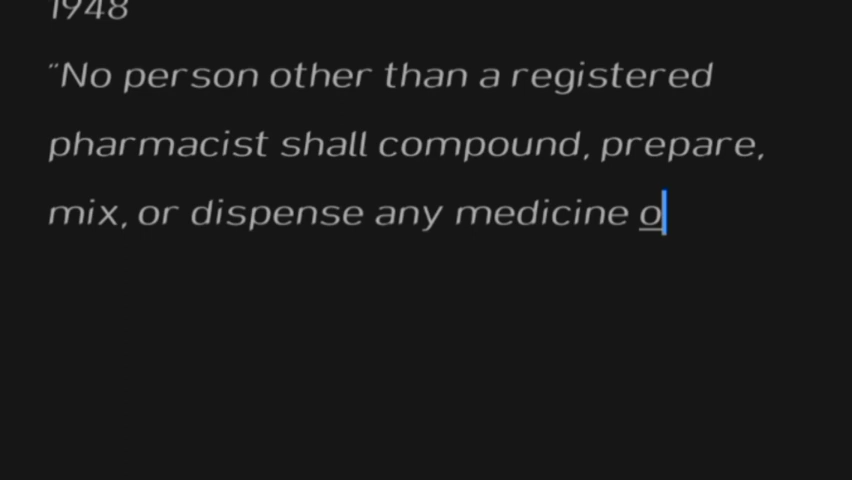 1948
"No person other than a registered
pharmacist shall compound, prepare,
mix, or dispense any medicine o